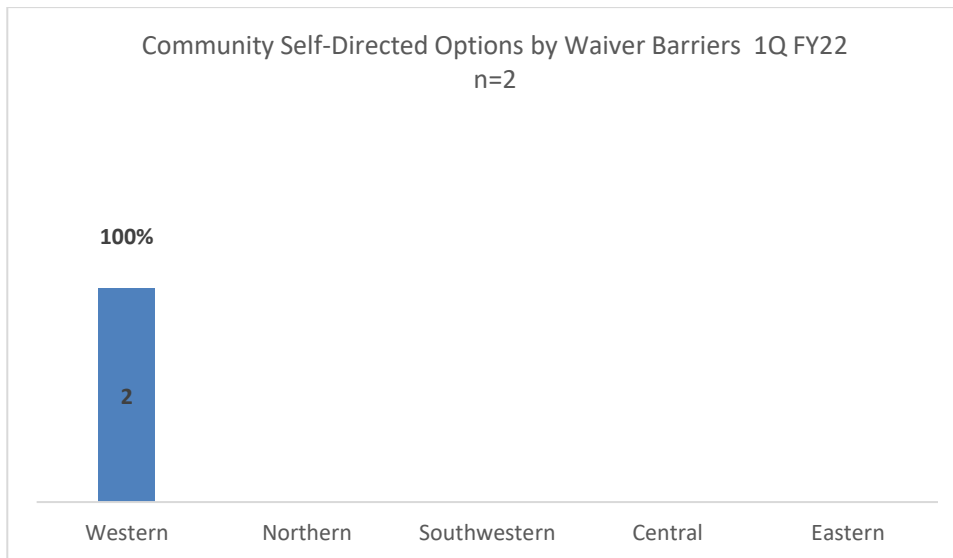 Community Self-Directed Options by Waiver Barriers 1Q FY22
n=2
100%
2
Western Northern Southwestern Central Eastern